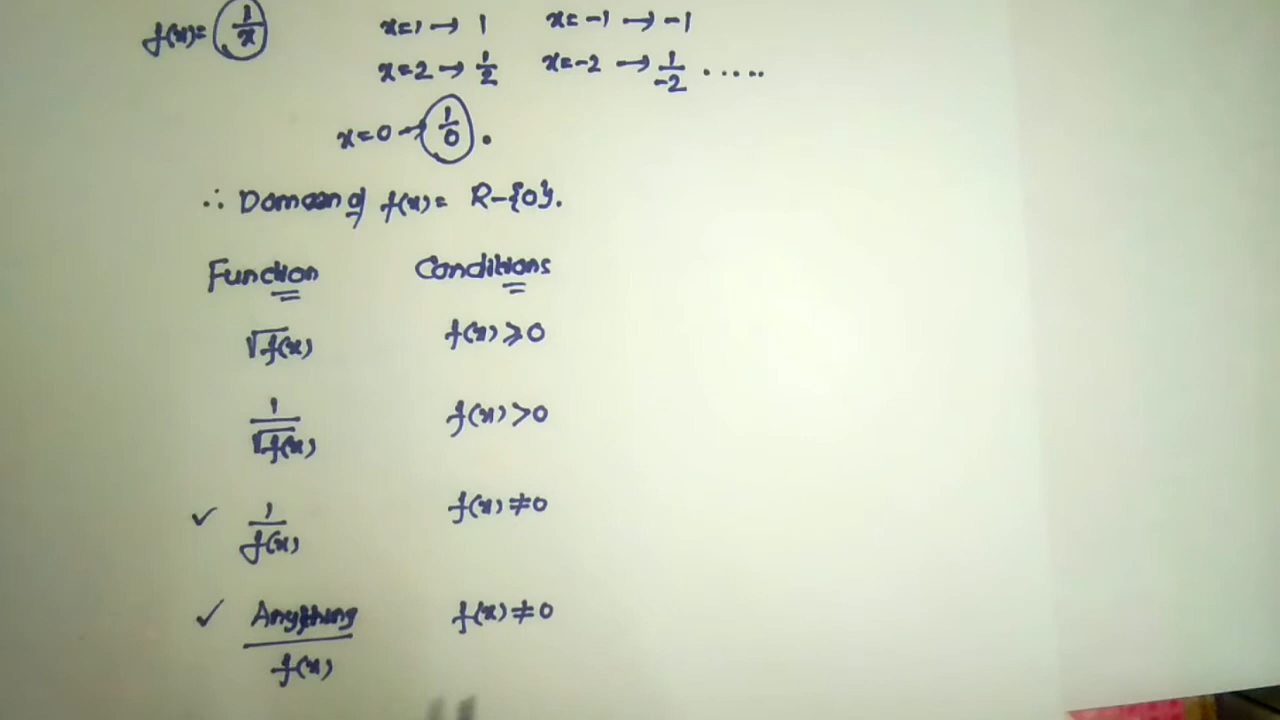 f(x) = 1/x x=1 → 1 x=-1 → -1
x=2 → 1/2 x=-2 → 1/-2 .....
x=0 → 1/0 .
∴ Domain of f(x) = R-{0}.
Function Conditions
√f(x) f(x) ⩾ 0
1/√f(x) f(x) > 0
✓ 1/f(x) f(x) ≠ 0
✓ Anything/f(x) f(x) ≠ 0